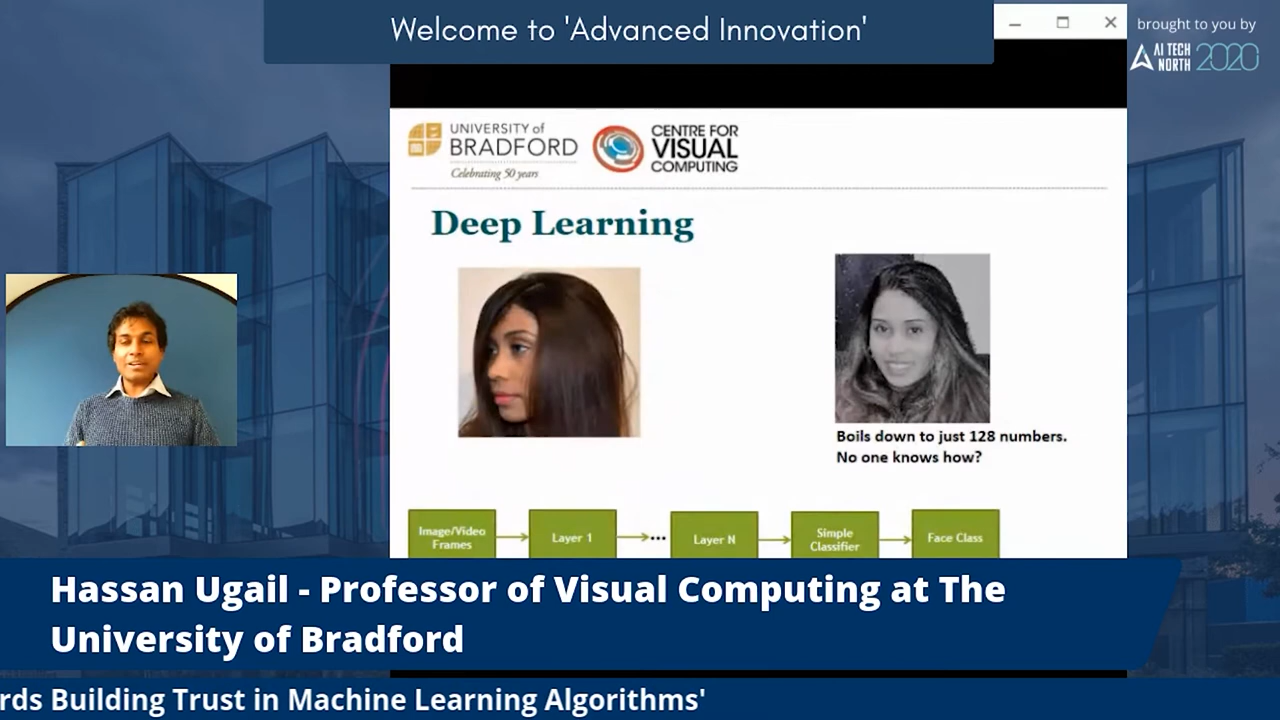 Welcome to 'Advanced Innovation'
brought to you by
AI TECH
NORTH 2020
UNIVERSITY of
BRADFORD
Celebrating 50 years
CENTRE FOR
VISUAL
COMPUTING
Deep Learning
Boils down to just 128 numbers.
No one knows how?
Image/Video
Frames
Layer 1
...
Layer N
Simple
Classifier
Face Class
Hassan Ugail - Professor of Visual Computing at The
University of Bradford
rds Building Trust in Machine Learning Algorithms'